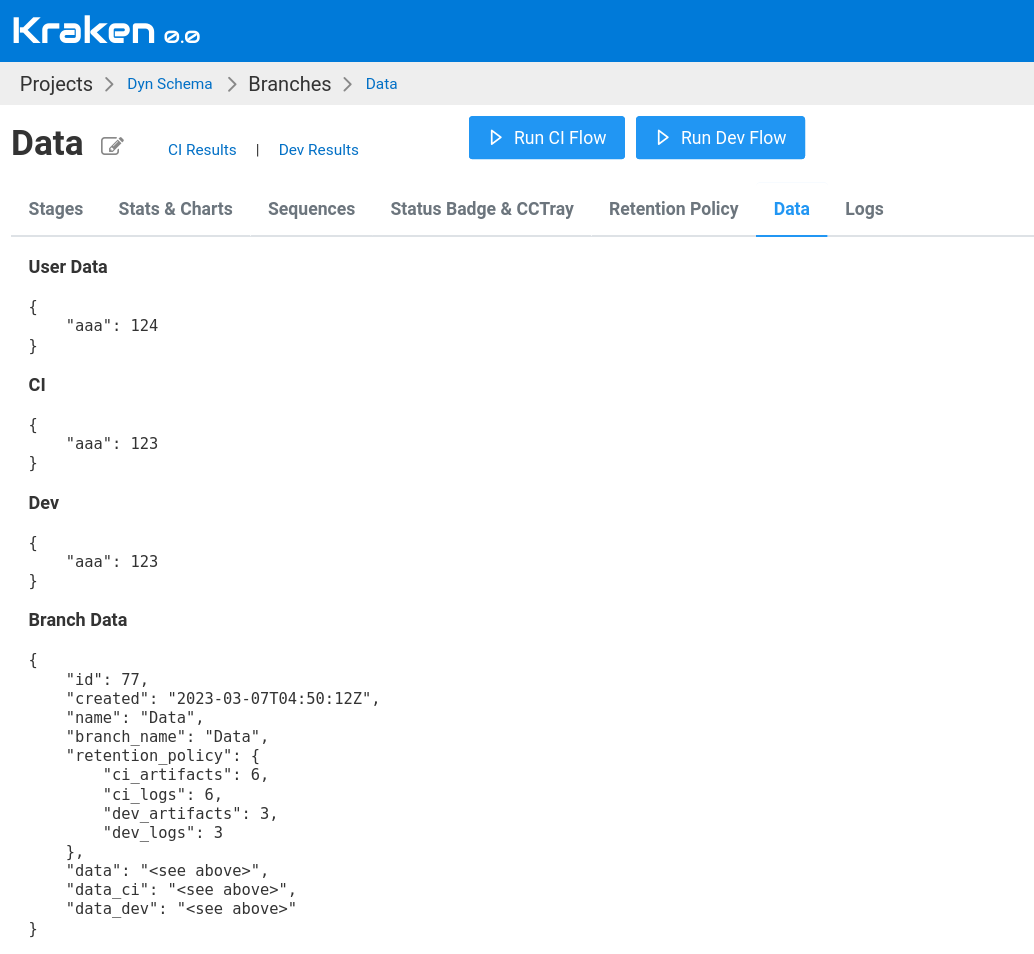 Kraken 0.0
Projects > Dyn Schema > Branches > Data
Data CI Results | Dev Results Run CI Flow Run Dev Flow
Stages Stats & Charts Sequences Status Badge & CCTray Retention Policy Data Logs
User Data
{
    "aaa": 124
}
CI
{
    "aaa": 123
}
Dev
{
    "aaa": 123
}
Branch Data
{
    "id": 77,
    "created": "2023-03-07T04:50:12Z",
    "name": "Data",
    "branch_name": "Data",
    "retention_policy": {
        "ci_artifacts": 6,
        "ci_logs": 6,
        "dev_artifacts": 3,
        "dev_logs": 3
    },
    "data": "<see above>",
    "data_ci": "<see above>",
    "data_dev": "<see above>"
}